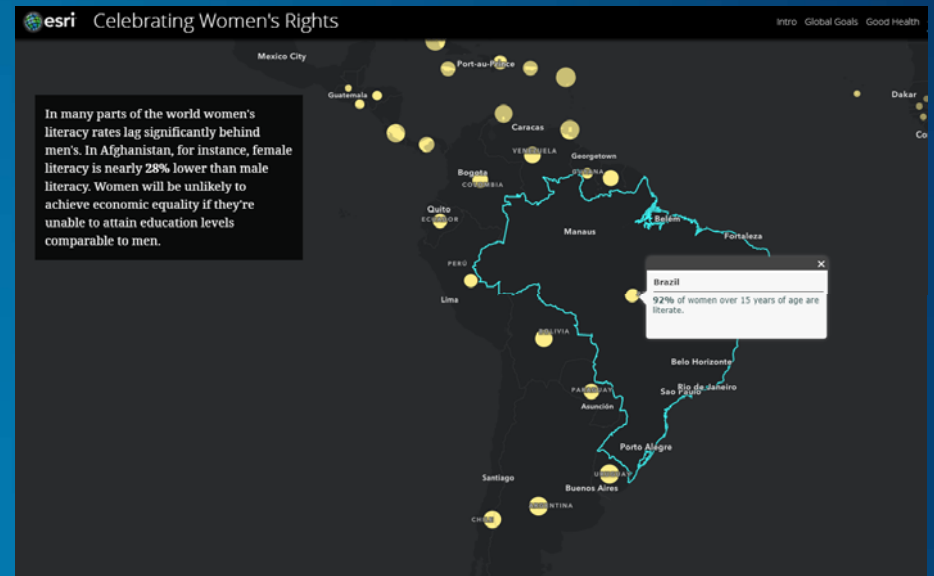 esri Celebrating Women's Rights
Intro Global Goals Good Health
Mexico City
Port-au-Prince
Guatemala
Dakar
In many parts of the world women's
literacy rates lag significantly behind
men's. In Afghanistan, for instance, female
literacy is nearly 28% lower than male
literacy. Women will be unlikely to
achieve economic equality if they're
unable to attain education levels
comparable to men.
Co
Caracas
VENEZUELA
Georgetown
GUYANA
Bogota
COLOMBIA
Quito
ECUADOR
Belém
Manaus
Fortaleza
PERÚ
Brazil
92% of women over 15 years of age are
literate.
Lima
BOLIVIA
Belo Horizonte
PARAGUAY
Rio de Janeiro
Sao Paulo
Asunción
Porto Alegre
Santiago
URUGUAY
Buenos Aires
ARGENTINA
CHILE